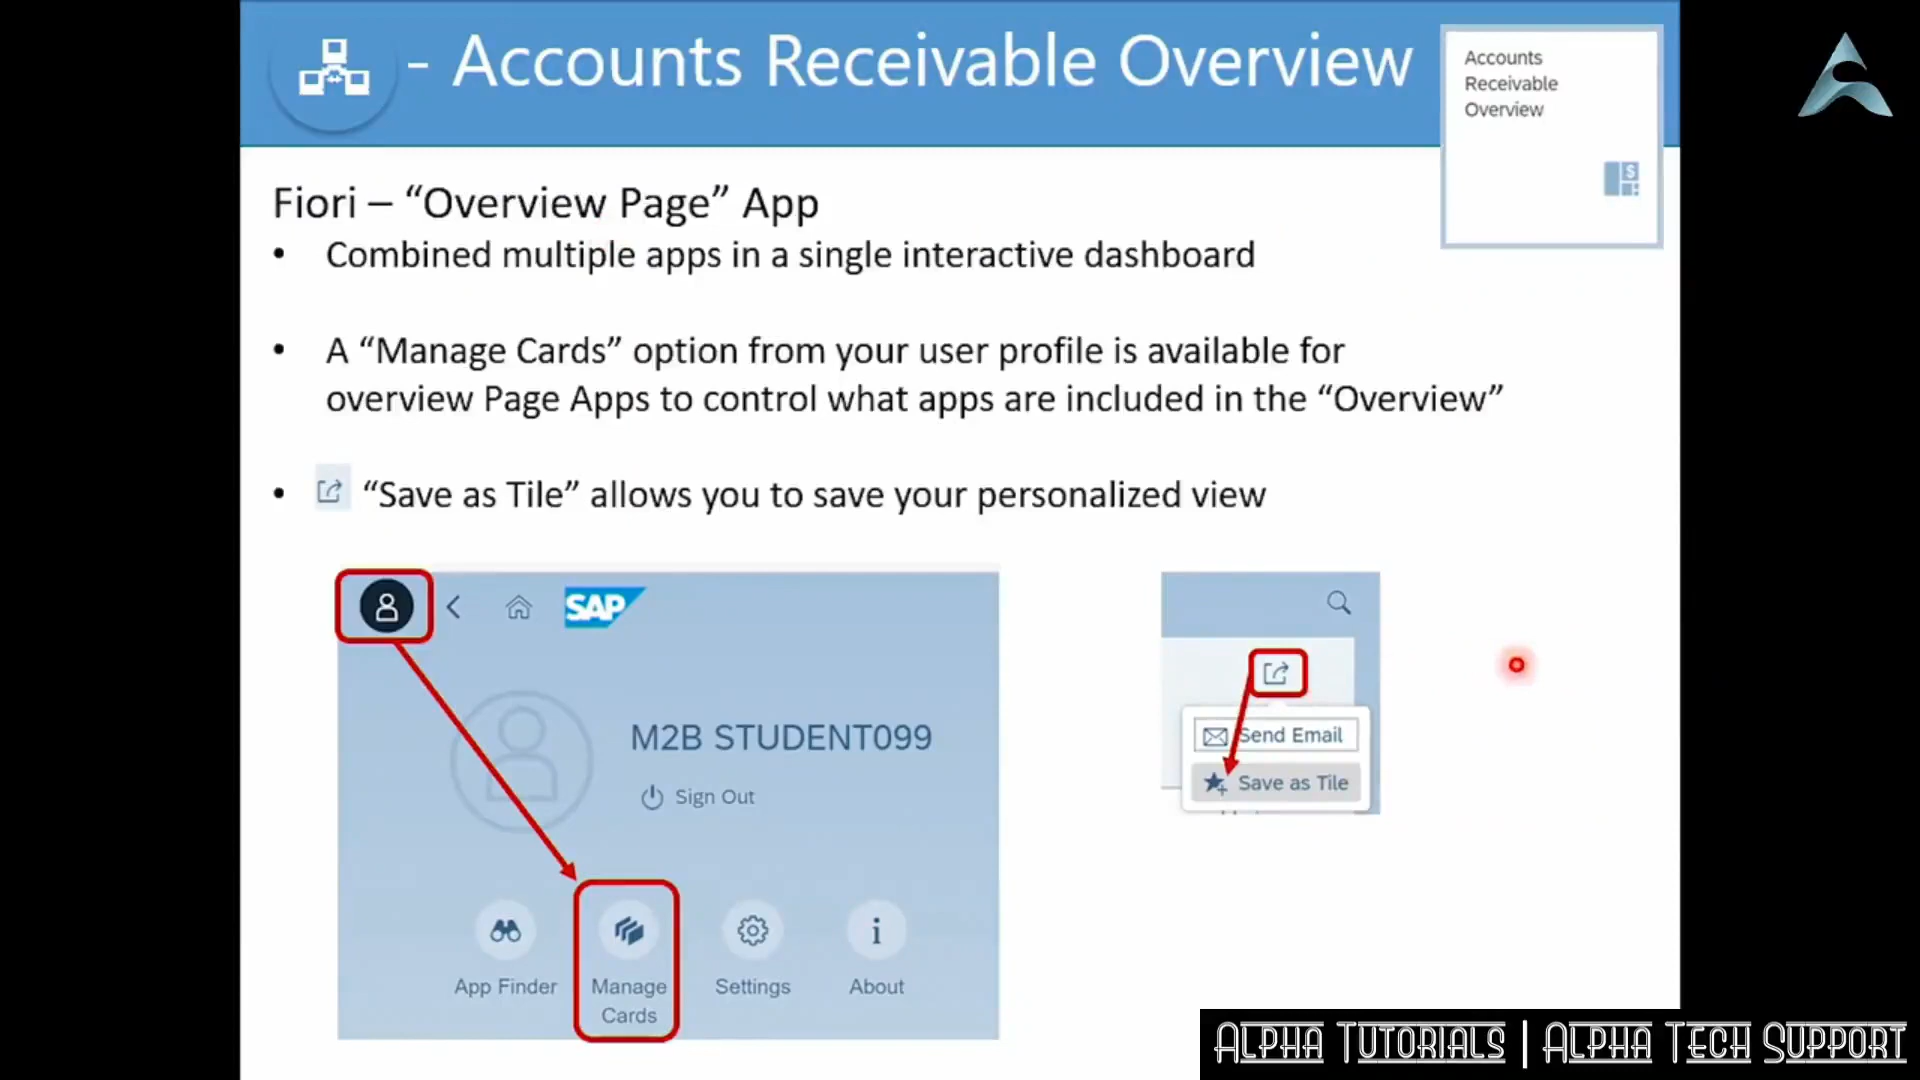 - Accounts Receivable Overview
Accounts
Receivable
Overview
Fiori – “Overview Page” App
• Combined multiple apps in a single interactive dashboard
• A “Manage Cards” option from your user profile is available for
overview Page Apps to control what apps are included in the “Overview”
• “Save as Tile” allows you to save your personalized view
SAP
M2B STUDENT099
Sign Out
App Finder
Manage
Cards
Settings
About
Send Email
Save as Tile
Alpha Tutorials | Alpha Tech Support